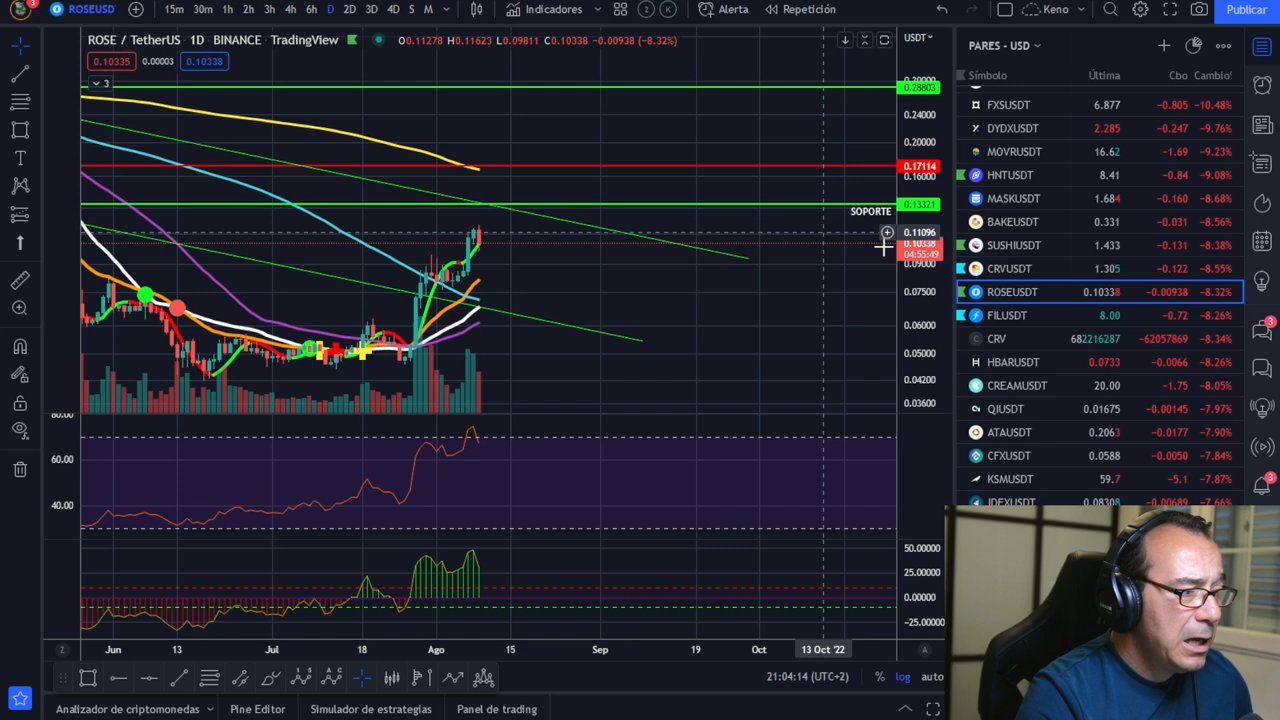 3
ROSEUSD
15m 30m 1h 2h 3h 4h 6h D 2D 3D 4D S M
Indicadores
Alerta
Repetición
Keno
Publicar
ROSE / TetherUS 1D BINANCE TradingView
O0.11278 H0.11623 L0.09811 C0.10338 −0.00938 (−8.32%)
0.10335 0.00003 0.10338
3
USDT
0.30000
0.28803
0.24000
0.20000
0.17114
0.16000
0.13321
SOPORTE
0.11096
0.10338
04:55:49
0.09000
0.07500
0.06000
0.05000
0.04200
0.03600
80.00
60.00
40.00
50.00000
25.00000
0.00000
−25.00000
Z
Jun 13 Jul 18 Ago 15 Sep 19 Oct 13 Oct '22
A
21:04:14 (UTC+2) % log auto
Analizador de criptomonedas Pine Editor Simulador de estrategias Panel de trading
PARES - USD
Símbolo Última Cbo Cambio%
FXSUSDT 6.877 −0.805 −10.48%
DYDXUSDT 2.285 −0.247 −9.76%
MOVRUSDT 16.62 −1.69 −9.23%
HNTUSDT 8.41 −0.84 −9.08%
MASKUSDT 1.684 −0.160 −8.68%
BAKEUSDT 0.331 −0.031 −8.56%
SUSHIUSDT 1.433 −0.131 −8.38%
CRVUSDT 1.305 −0.122 −8.55%
ROSEUSDT 0.10338 −0.00938 −8.32%
FILUSDT 8.00 −0.72 −8.26%
CRV 682216287 −62057869 −8.34%
HBARUSDT 0.0733 −0.0066 −8.26%
CREAMUSDT 20.00 −1.75 −8.05%
QIUSDT 0.01675 −0.00145 −7.97%
ATAUSDT 0.2063 −0.0177 −7.90%
CFXUSDT 0.0588 −0.0050 −7.84%
KSMUSDT 59.7 −5.1 −7.87%
IDEXUSDT 0.08308 −0.00689 −7.66%
3
3